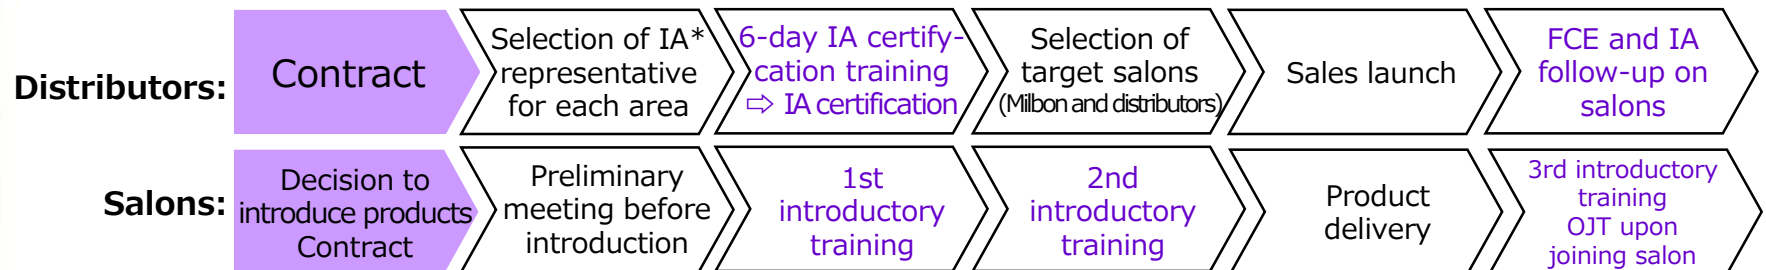 Distributors:
Contract
Selection of IA*
representative
for each area
6-day IA certify-
cation training
⇨ IA certification
Selection of
target salons
(Milbon and distributors)
Sales launch
FCE and IA
follow-up on
salons
Salons:
Decision to
introduce products
Contract
Preliminary
meeting before
introduction
1st
introductory
training
2nd
introductory
training
Product
delivery
3rd introductory
training
OJT upon
joining salon